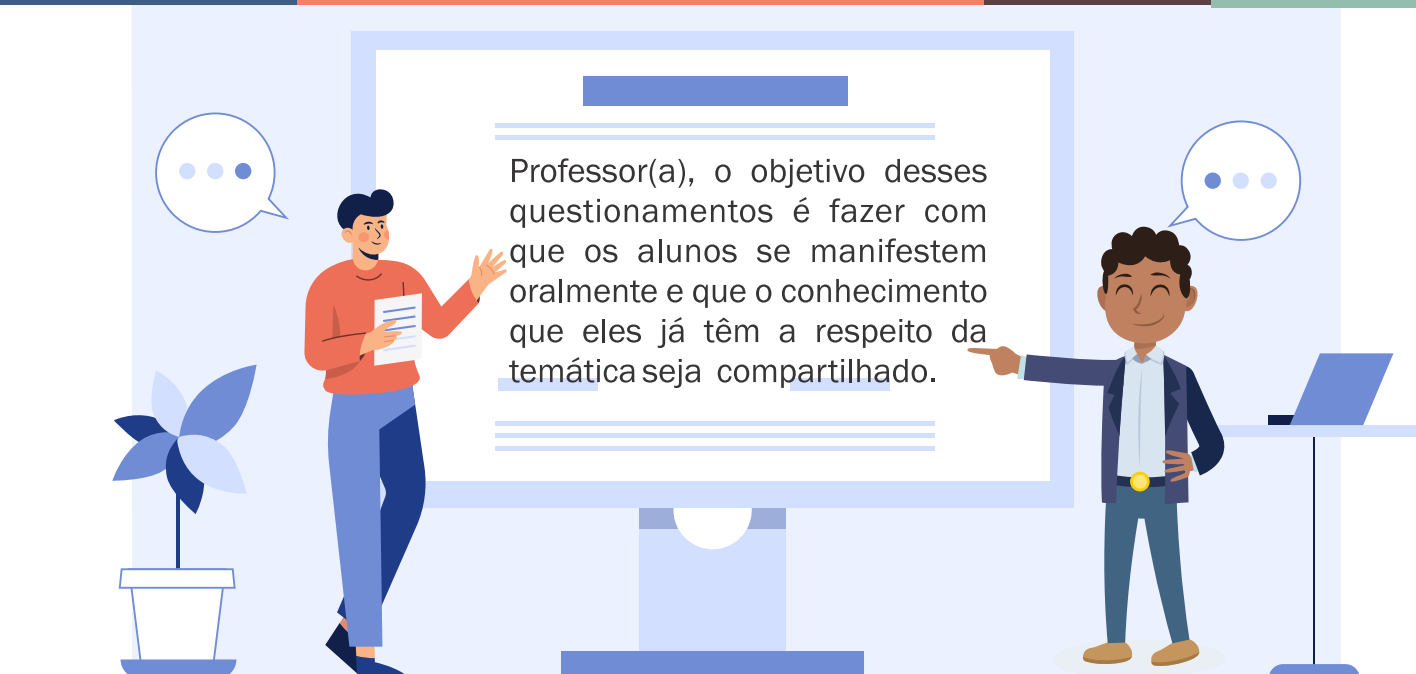 Professor(a), o objetivo desses
questionamentos é fazer com
que os alunos se manifestem
oralmente e que o conhecimento
que eles já têm a respeito da
temática seja compartilhado.